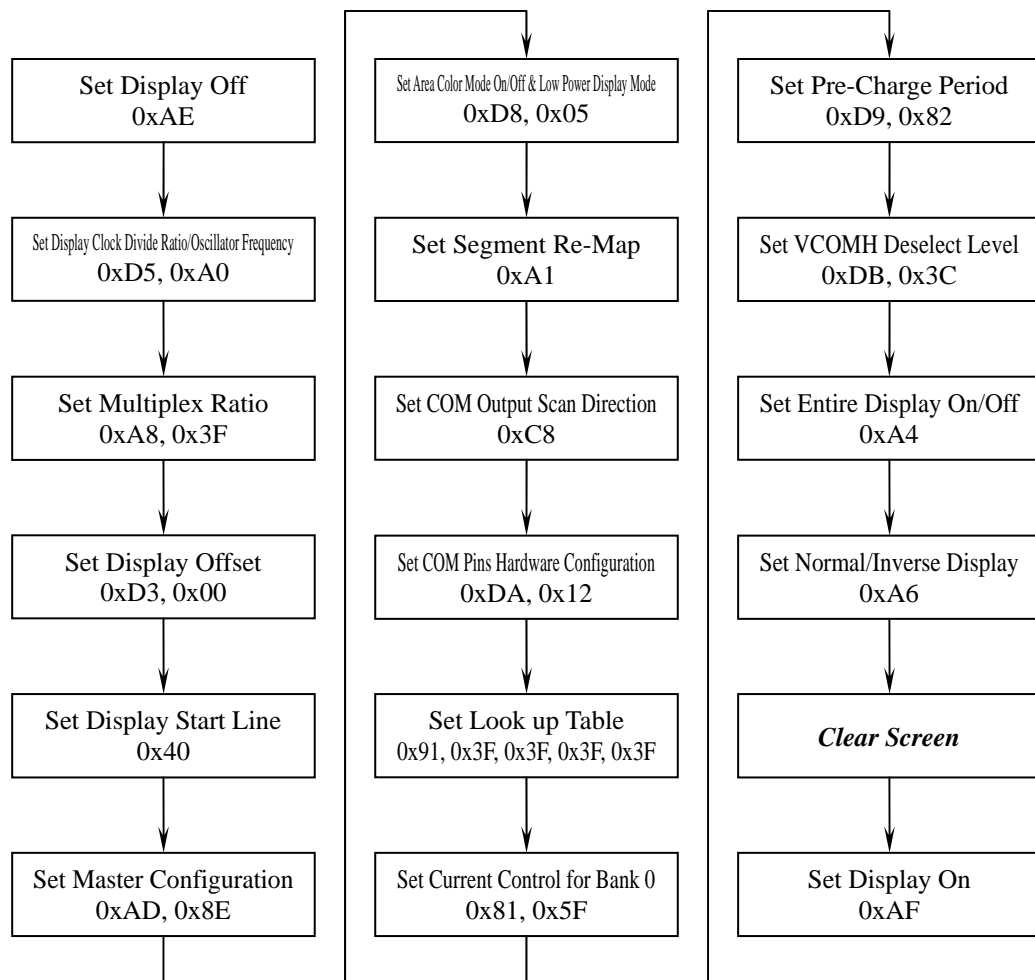 Set Display Off
0xAE
Set Display Clock Divide Ratio/Oscillator Frequency
0xD5, 0xA0
Set Multiplex Ratio
0xA8, 0x3F
Set Display Offset
0xD3, 0x00
Set Display Start Line
0x40
Set Master Configuration
0xAD, 0x8E
Set Area Color Mode On/Off & Low Power Display Mode
0xD8, 0x05
Set Segment Re-Map
0xA1
Set COM Output Scan Direction
0xC8
Set COM Pins Hardware Configuration
0xDA, 0x12
Set Look up Table
0x91, 0x3F, 0x3F, 0x3F, 0x3F
Set Current Control for Bank 0
0x81, 0x5F
Set Pre-Charge Period
0xD9, 0x82
Set VCOMH Deselect Level
0xDB, 0x3C
Set Entire Display On/Off
0xA4
Set Normal/Inverse Display
0xA6
Clear Screen
Set Display On
0xAF